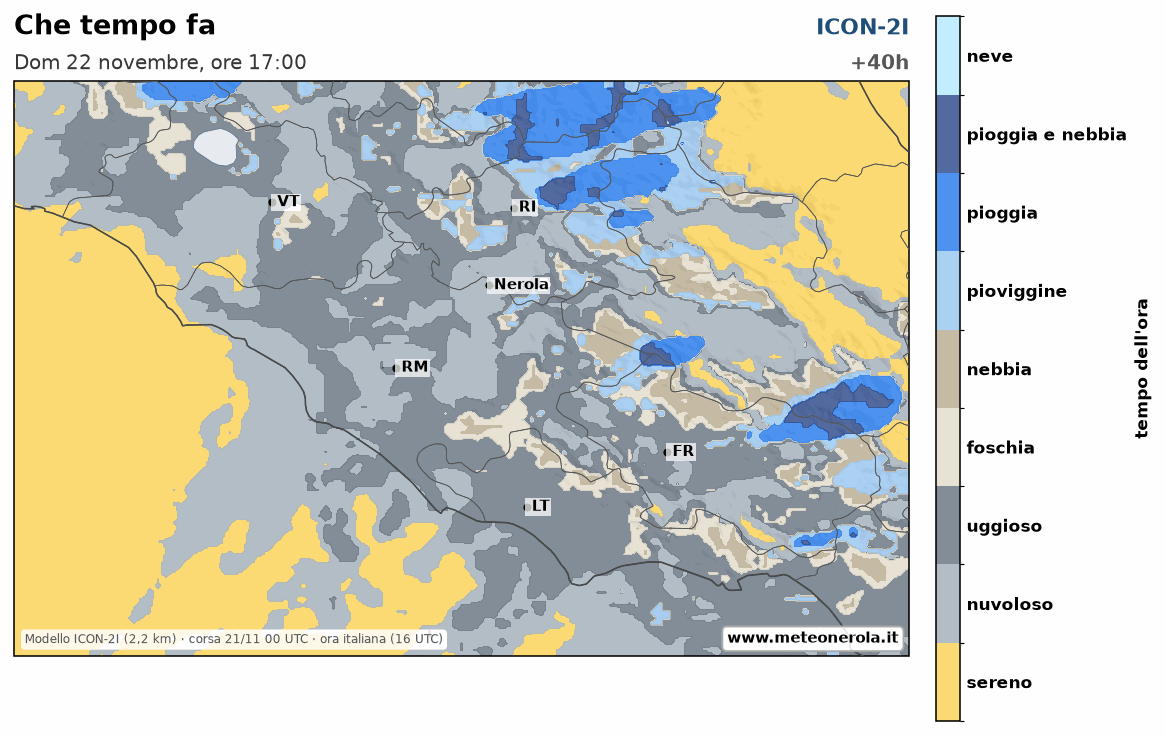 Che tempo fa
ICON-2I
Dom 22 novembre, ore 17:00
+40h
VT
RI
Nerola
RM
FR
LT
Modello ICON-2I (2,2 km) · corsa 21/11 00 UTC · ora italiana (16 UTC)
www.meteonerola.it
neve
pioggia e nebbia
pioggia
pioviggine
nebbia
foschia
uggioso
nuvoloso
sereno
tempo dell'ora